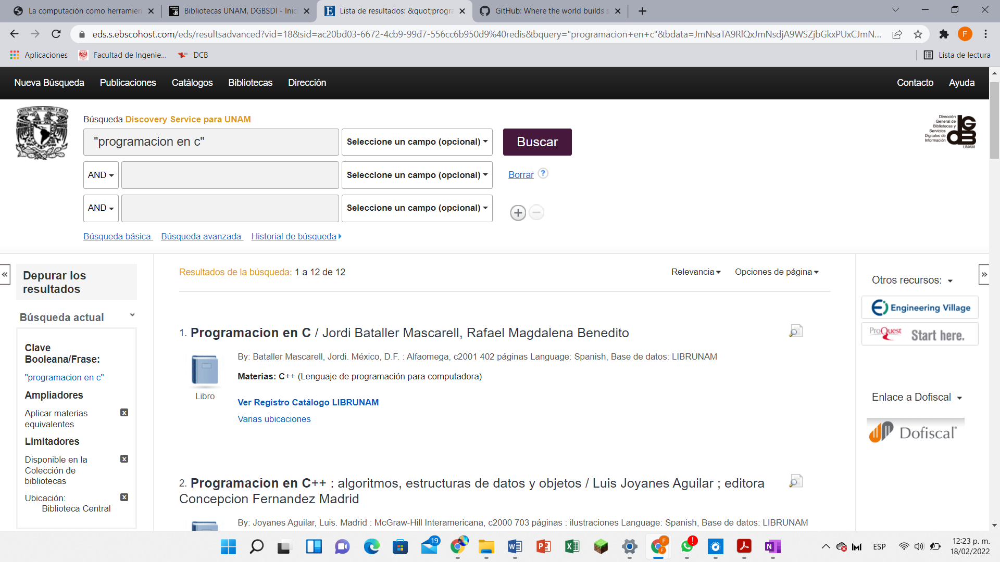 La computación como herramien
Bibliotecas UNAM, DGBSDI - Inic
Lista de resultados: &quot;progra
GitHub: Where the world builds s
eds.s.ebscohost.com/eds/resultsadvanced?vid=18&sid=ac20bd03-6672-4cb9-99d7-556cc6b950d9%40redis&bquery="programacion+en+c"&bdata=JmNsaTA9RlQxJmNsdjA9WSZjbGkxPUxCJmN...
F
Aplicaciones
Facultad de Ingenie...
DCB
Lista de lectura
Nueva Búsqueda Publicaciones Catálogos Bibliotecas Dirección Contacto Ayuda
Búsqueda Discovery Service para UNAM
"programacion en c" Seleccione un campo (opcional) Buscar
AND Seleccione un campo (opcional) Borrar ?
AND Seleccione un campo (opcional)
Búsqueda básica Búsqueda avanzada Historial de búsqueda
Dirección
General de
Bibliotecas y
Servicios
Digitales de
Información
UNAM
Depurar los
resultados
Búsqueda actual
Clave
Booleana/Frase:
"programacion en c"
Ampliadores
Aplicar materias
equivalentes
Limitadores
Disponible en la
Colección de
bibliotecas
Ubicación:
Biblioteca Central
Resultados de la búsqueda: 1 a 12 de 12
Relevancia Opciones de página
1. Programacion en C / Jordi Bataller Mascarell, Rafael Magdalena Benedito
By: Bataller Mascarell, Jordi. México, D.F. : Alfaomega, c2001 402 páginas Language: Spanish, Base de datos: LIBRUNAM
Materias: C++ (Lenguaje de programación para computadora)
Libro
Ver Registro Catálogo LIBRUNAM
Varias ubicaciones
2. Programacion en C++ : algoritmos, estructuras de datos y objetos / Luis Joyanes Aguilar ; editora
Concepcion Fernandez Madrid
By: Joyanes Aguilar, Luis. Madrid : McGraw-Hill Interamericana, c2000 703 páginas : ilustraciones Language: Spanish, Base de datos: LIBRUNAM
Otros recursos:
Engineering Village
ProQuest Start here.
Enlace a Dofiscal
Dofiscal
19
F
F
ESP
12:23 p. m.
18/02/2022